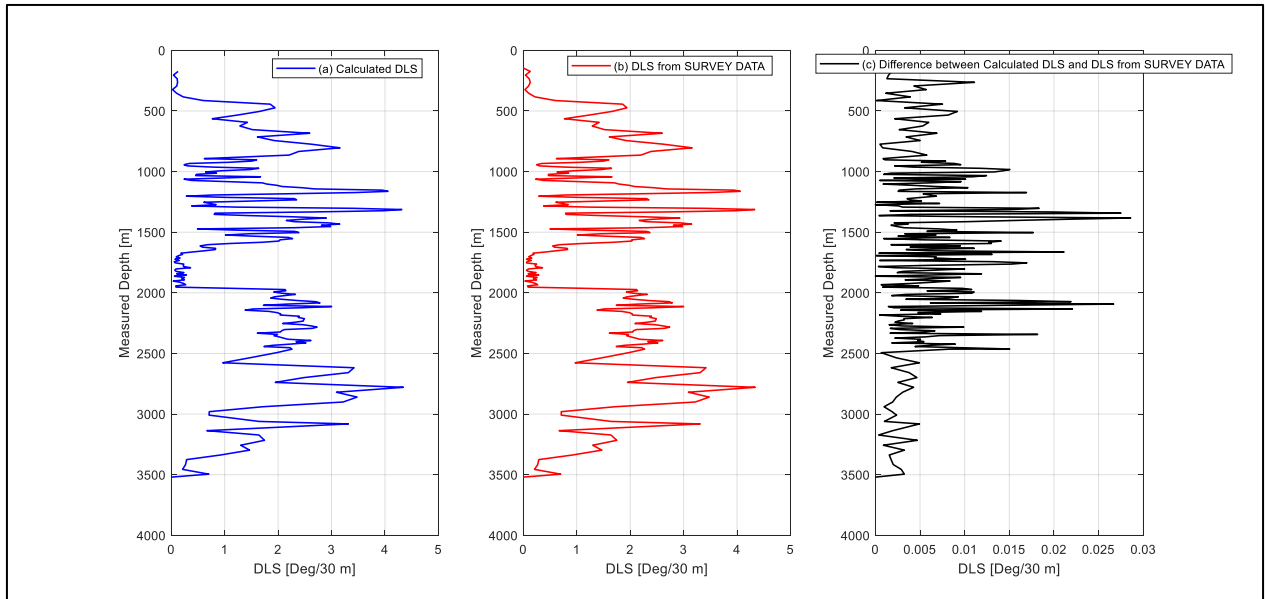 (a) Calculated DLS
0
500
1000
1500
2000
2500
3000
3500
4000
Measured Depth [m]
0 1 2 3 4 5
DLS [Deg/30 m]
(b) DLS from SURVEY DATA
0
500
1000
1500
2000
2500
3000
3500
4000
Measured Depth [m]
0 1 2 3 4 5
DLS [Deg/30 m]
(c) Difference between Calculated DLS and DLS from SURVEY DATA
0
500
1000
1500
2000
2500
3000
3500
4000
Measured Depth [m]
0 0.005 0.01 0.015 0.02 0.025 0.03
DLS [Deg/30 m]